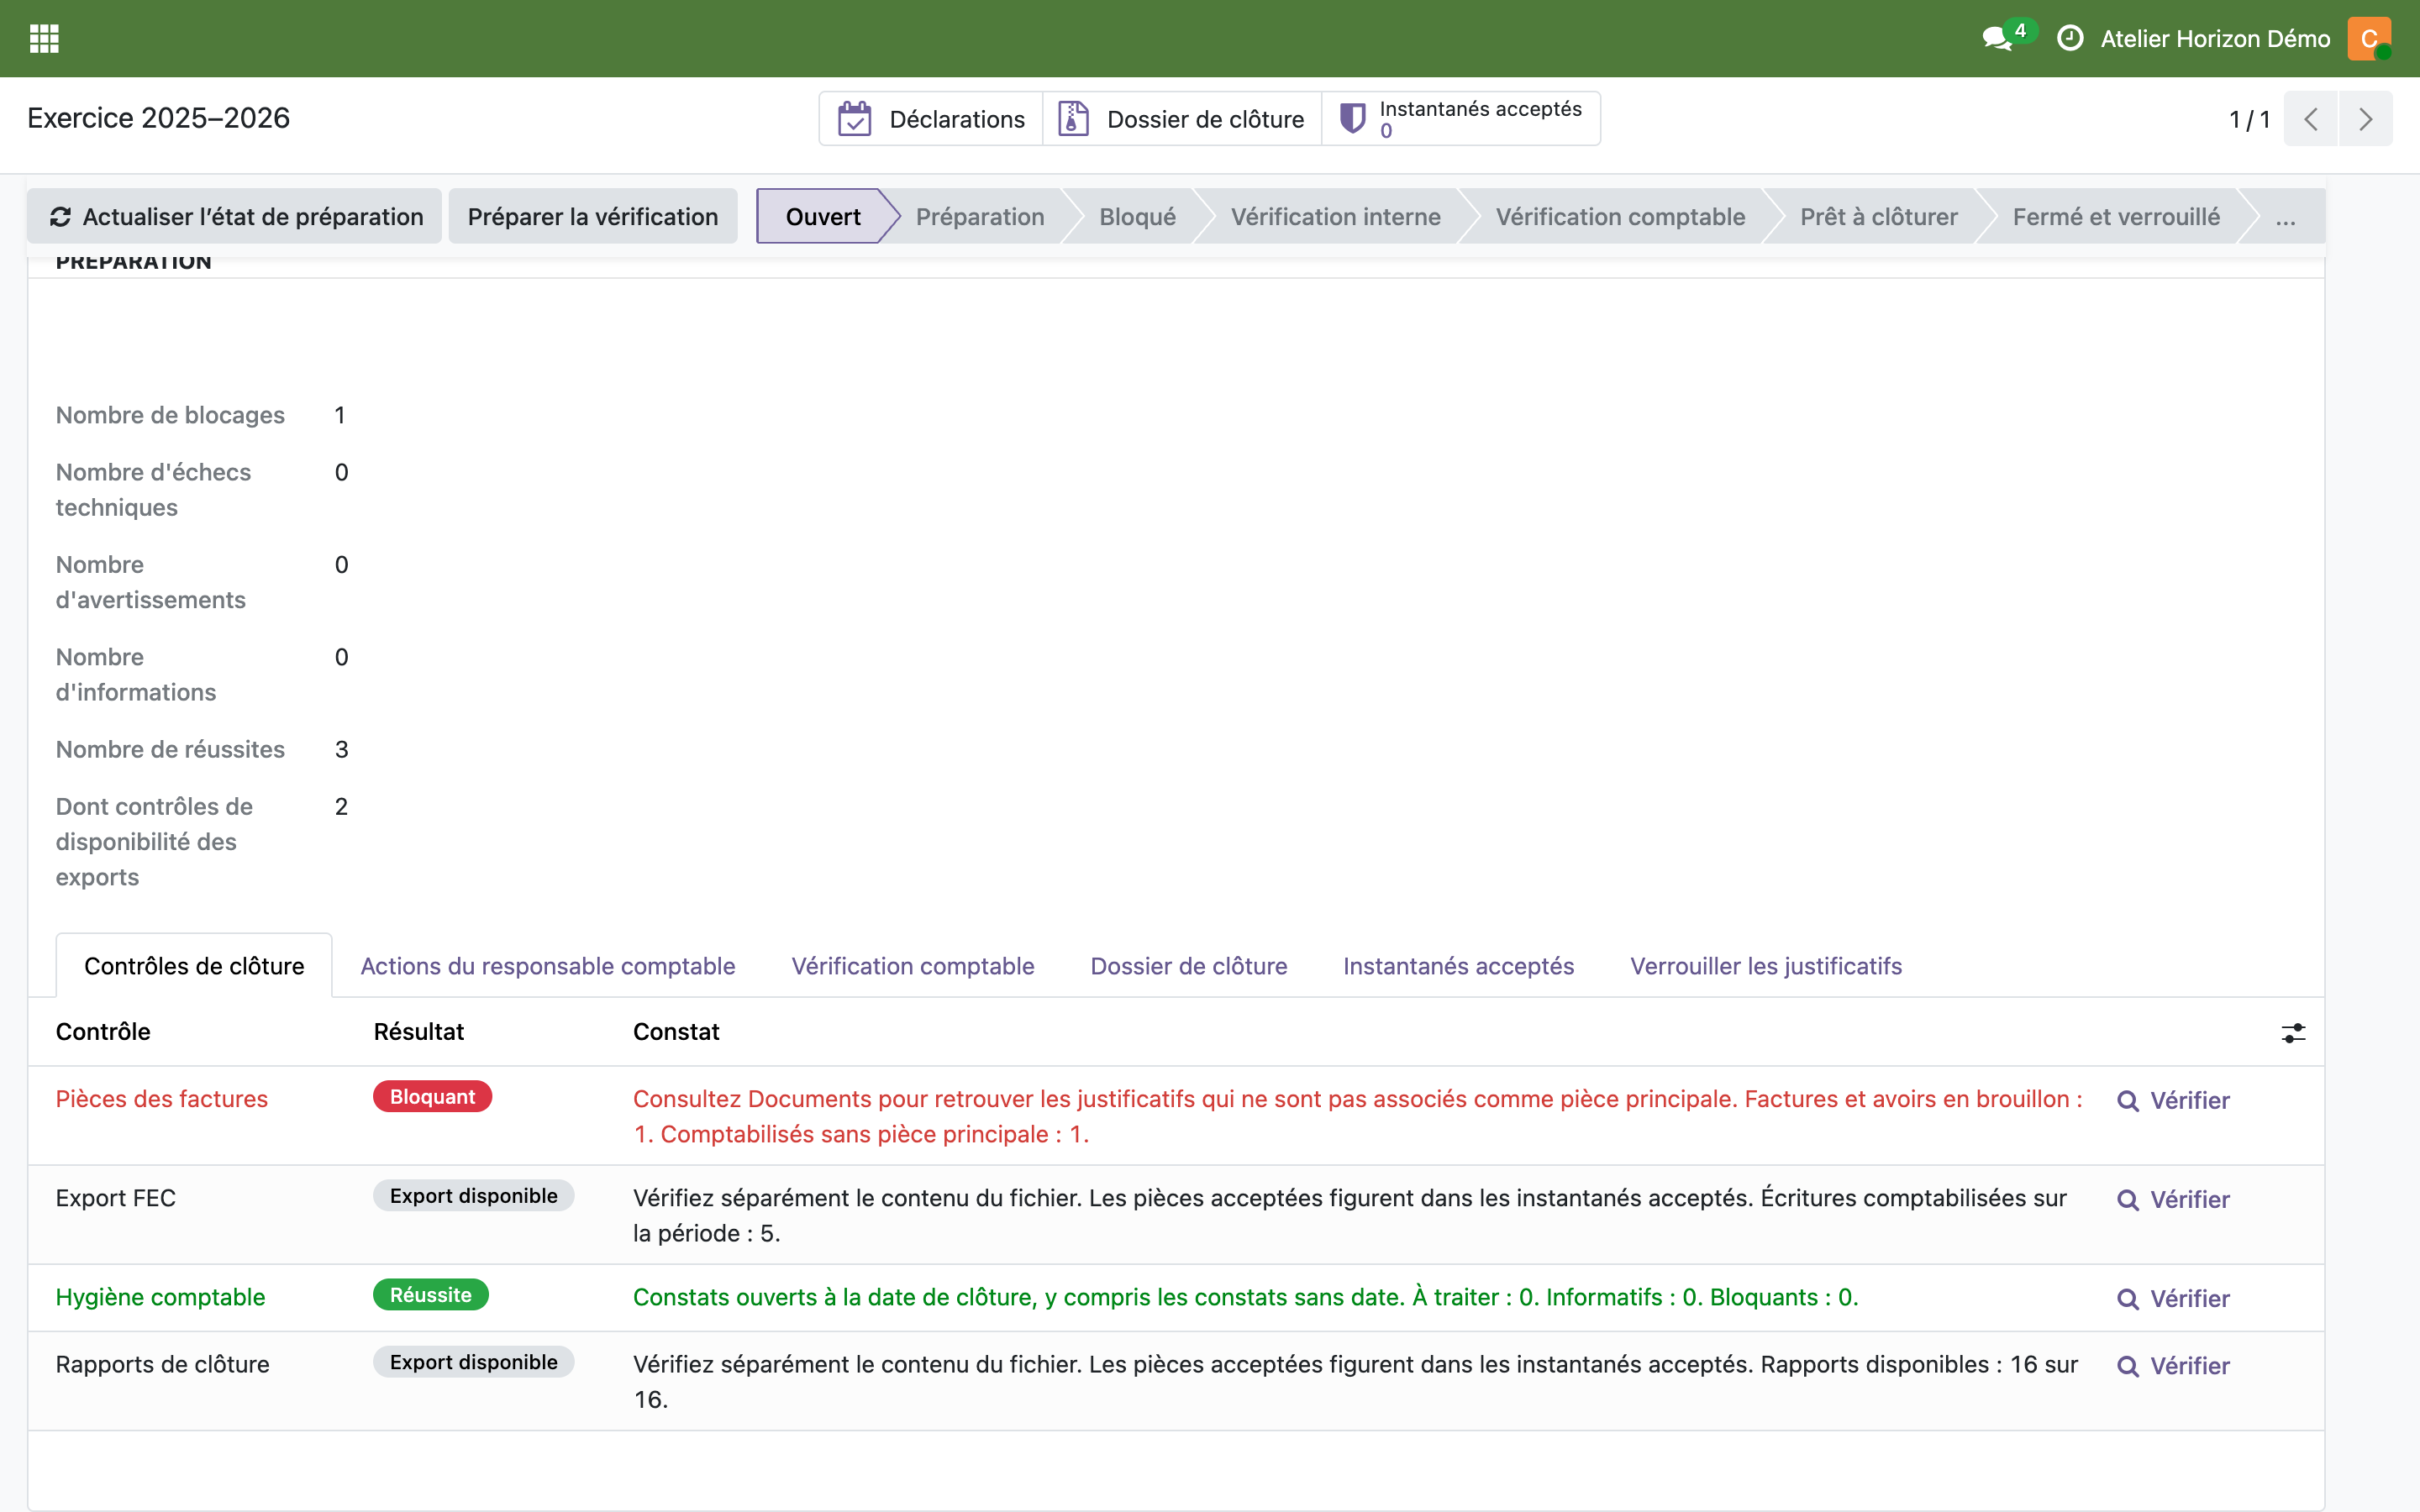 4
Atelier Horizon Démo
C
Exercice 2025–2026
Déclarations
Dossier de clôture
Instantanés acceptés
0
1 / 1
Actualiser l’état de préparation
Préparer la vérification
Ouvert
Préparation
Bloqué
Vérification interne
Vérification comptable
Prêt à clôturer
Fermé et verrouillé
...
PRÉPARATION
Nombre de blocages 1
Nombre d'échecs 0
techniques
Nombre 0
d'avertissements
Nombre 0
d'informations
Nombre de réussites 3
Dont contrôles de 2
disponibilité des
exports
Contrôles de clôture
Actions du responsable comptable
Vérification comptable
Dossier de clôture
Instantanés acceptés
Verrouiller les justificatifs
Contrôle Résultat Constat
Pièces des factures Bloquant Consultez Documents pour retrouver les justificatifs qui ne sont pas associés comme pièce principale. Factures et avoirs en brouillon : Vérifier
1. Comptabilisés sans pièce principale : 1.
Export FEC Export disponible Vérifiez séparément le contenu du fichier. Les pièces acceptées figurent dans les instantanés acceptés. Écritures comptabilisées sur Vérifier
la période : 5.
Hygiène comptable Réussite Constats ouverts à la date de clôture, y compris les constats sans date. À traiter : 0. Informatifs : 0. Bloquants : 0. Vérifier
Rapports de clôture Export disponible Vérifiez séparément le contenu du fichier. Les pièces acceptées figurent dans les instantanés acceptés. Rapports disponibles : 16 sur Vérifier
16.